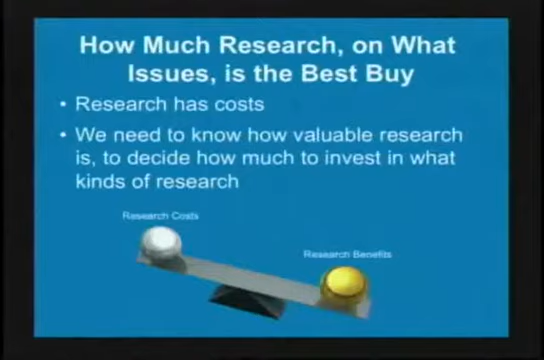 How Much Research, on What
Issues, is the Best Buy
• Research has costs
• We need to know how valuable research
is, to decide how much to invest in what
kinds of research
Research Costs
Research Benefits